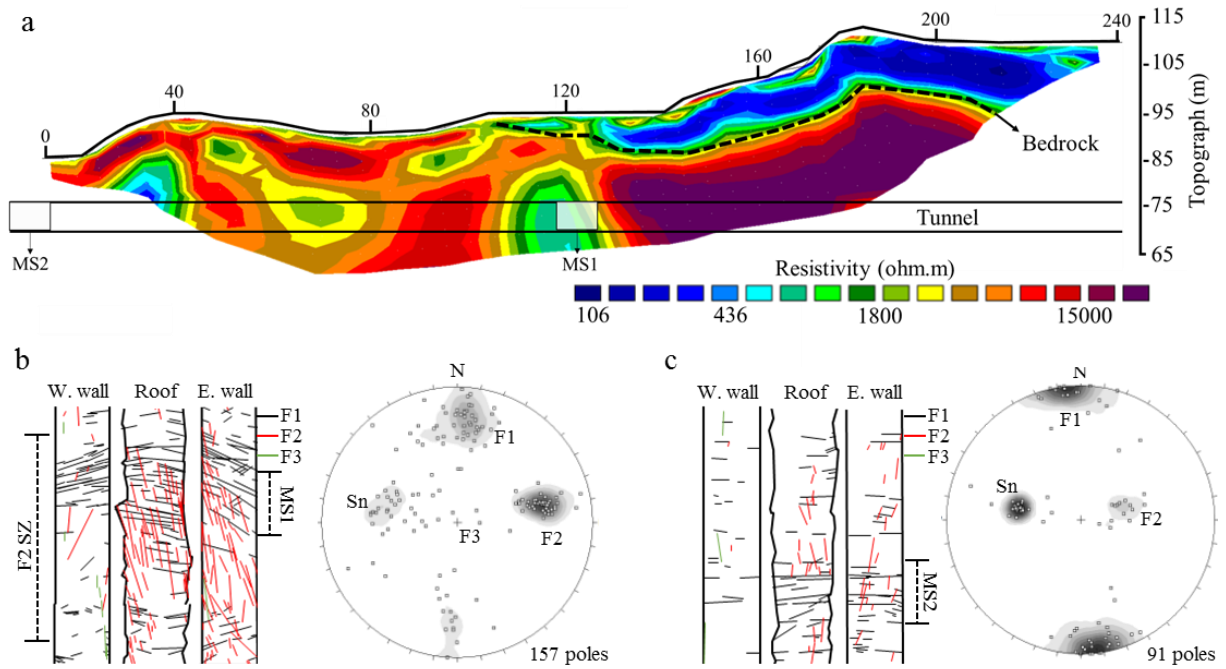 a
0
40
80
120
160
200
240
115
105
95
85
75
65
Topograph (m)
Bedrock
Tunnel
MS2
MS1
Resistivity (ohm.m)
106 436 1800 15000
b
W. wall Roof E. wall
F1
F2
F3
F2 SZ
MS1
N
F1
Sn
F3
F2
157 poles
c
W. wall Roof E. wall
F1
F2
F3
MS2
N
F1
Sn
F2
91 poles